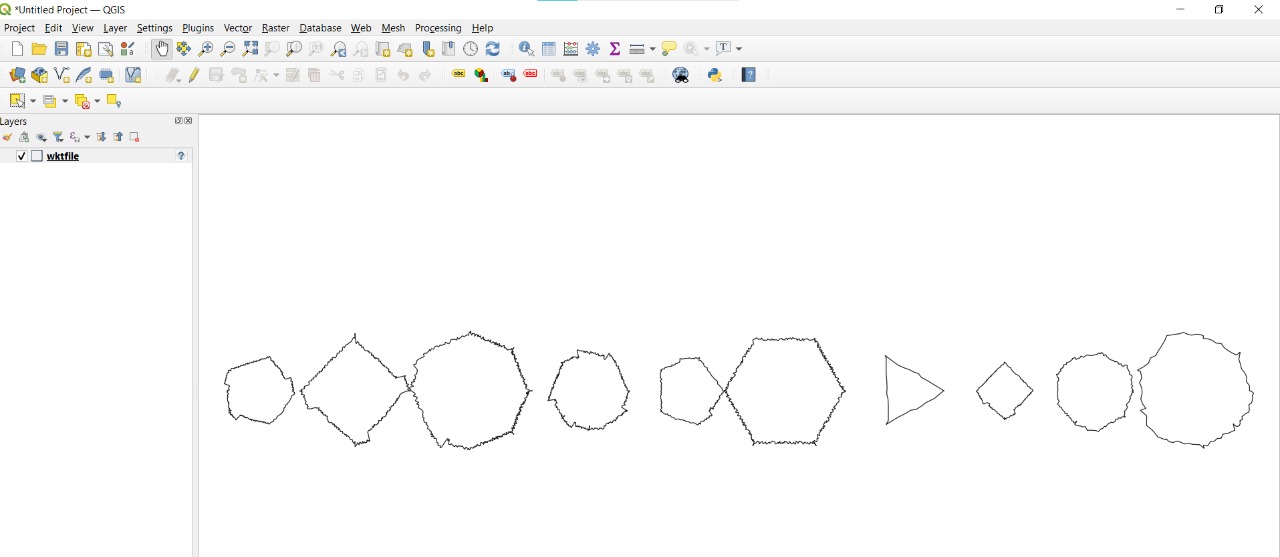 *Untitled Project — QGIS
Project Edit View Layer Settings Plugins Vector Raster Database Web Mesh Processing Help
Layers
wktfile